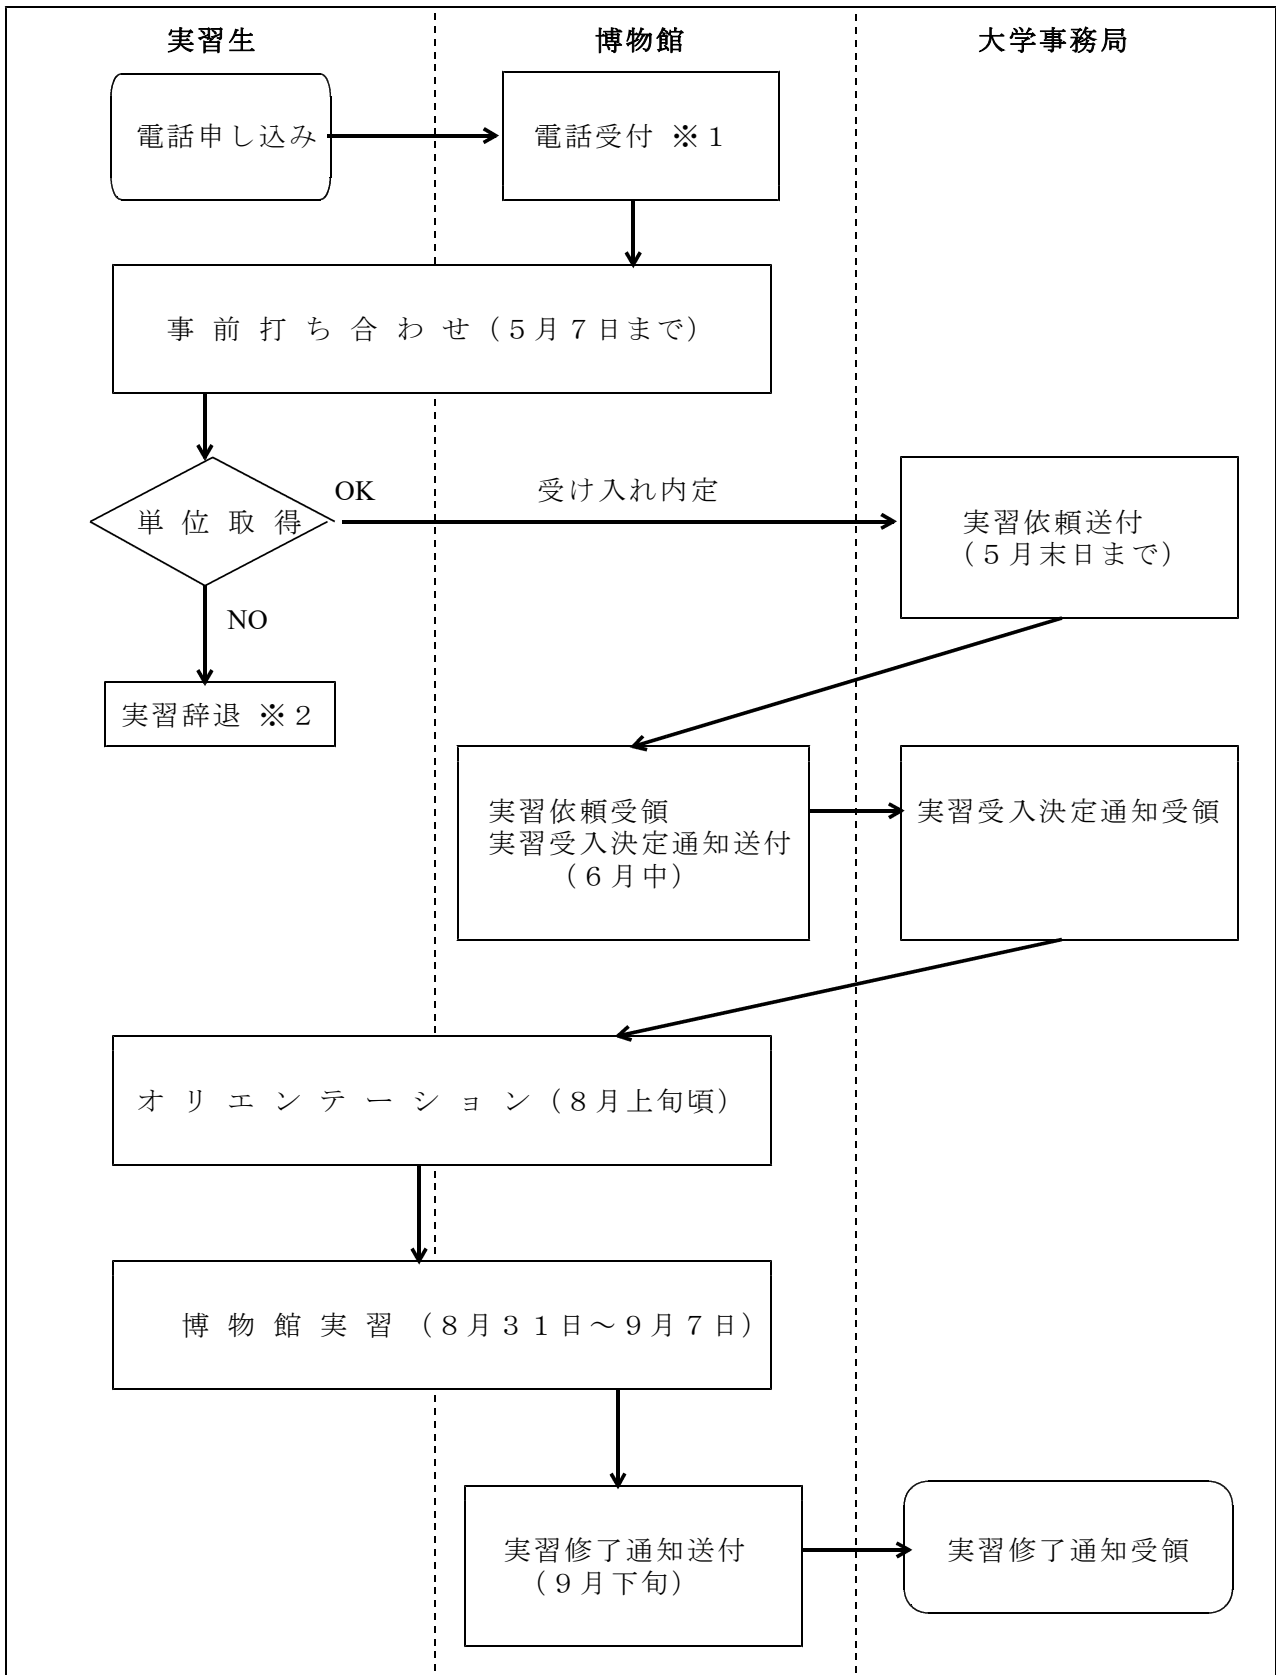 実習生
博物館
大学事務局
電話申し込み
電話受付 ※１
事前打ち合わせ（５月７日まで）
単位取得
OK
受け入れ内定
実習依頼送付
（５月末日まで）
NO
実習辞退 ※２
実習依頼受領
実習受入決定通知送付
（６月中）
実習受入決定通知受領
オリエンテーション（８月上旬頃）
博物館実習（８月３１日～９月７日）
実習修了通知送付
（９月下旬）
実習修了通知受領